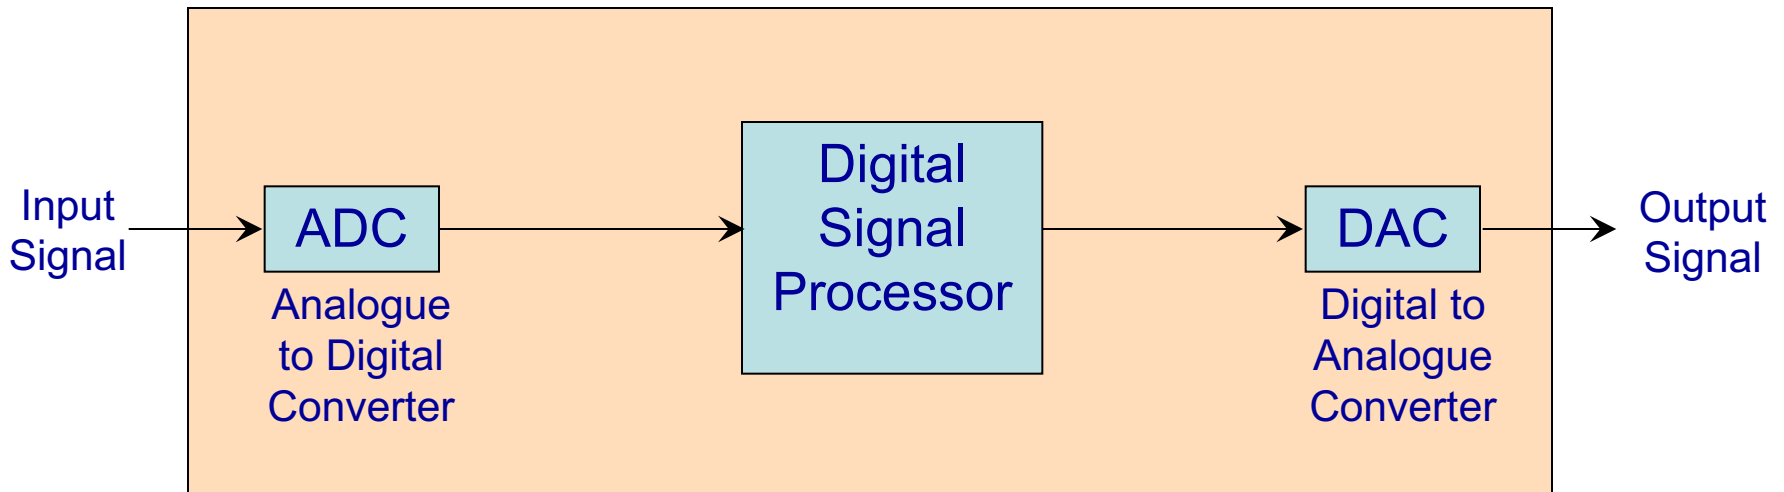 Input
Signal
ADC
Analogue
to Digital
Converter
Digital
Signal
Processor
DAC
Digital to
Analogue
Converter
Output
Signal